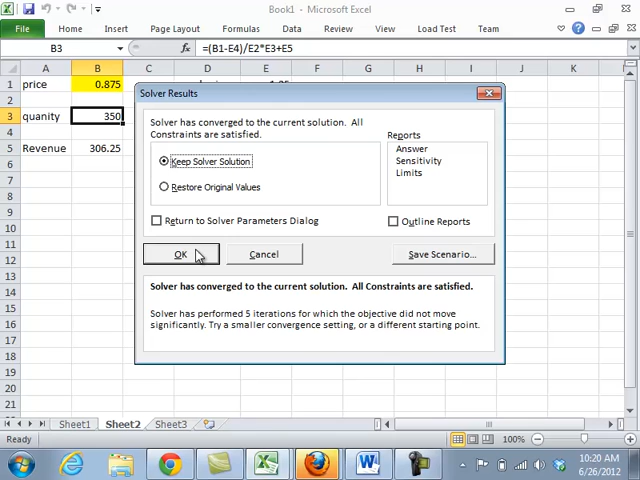 Book1 - Microsoft Excel
File Home Insert Page Layout Formulas Data Review View Load Test Team
B3 fx =(B1-E4)/E2*E3+E5
A B C D E F G H I J K
1 price 0.875
2
3 quanity 350
4
5 Revenue 306.25
6
7
8
9
10
11
12
13
14
15
16
17
18
19
20
21
Solver Results
Solver has converged to the current solution. All
Constraints are satisfied.
Keep Solver Solution
Restore Original Values
Reports
Answer
Sensitivity
Limits
Return to Solver Parameters Dialog
Outline Reports
OK Cancel Save Scenario...
Solver has converged to the current solution. All Constraints are satisfied.
Solver has performed 5 iterations for which the objective did not move
significantly. Try a smaller convergence setting, or a different starting point.
Sheet1 Sheet2 Sheet3
Ready 100%
10:20 AM
6/26/2012